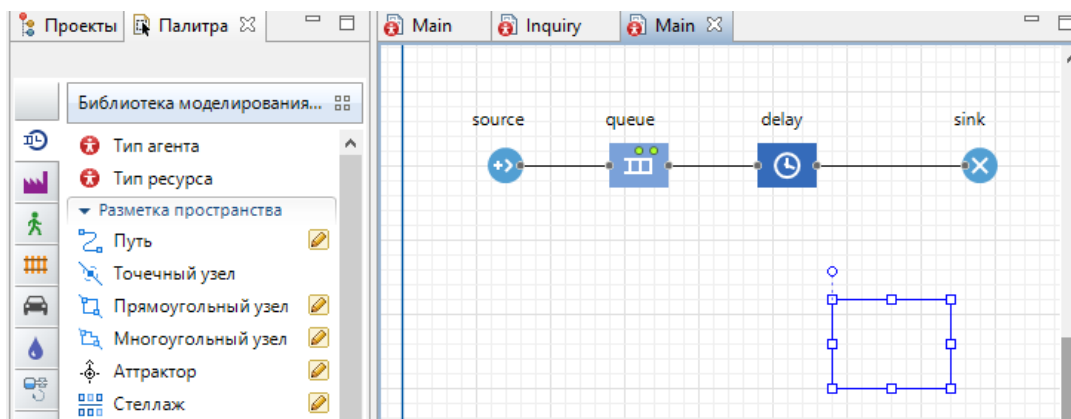 Проекты Палитра
Main Inquiry Main
Библиотека моделирования...
Тип агента
Тип ресурса
Разметка пространства
Путь
Точечный узел
Прямоугольный узел
Многоугольный узел
Аттрактор
Стеллаж
source queue delay sink